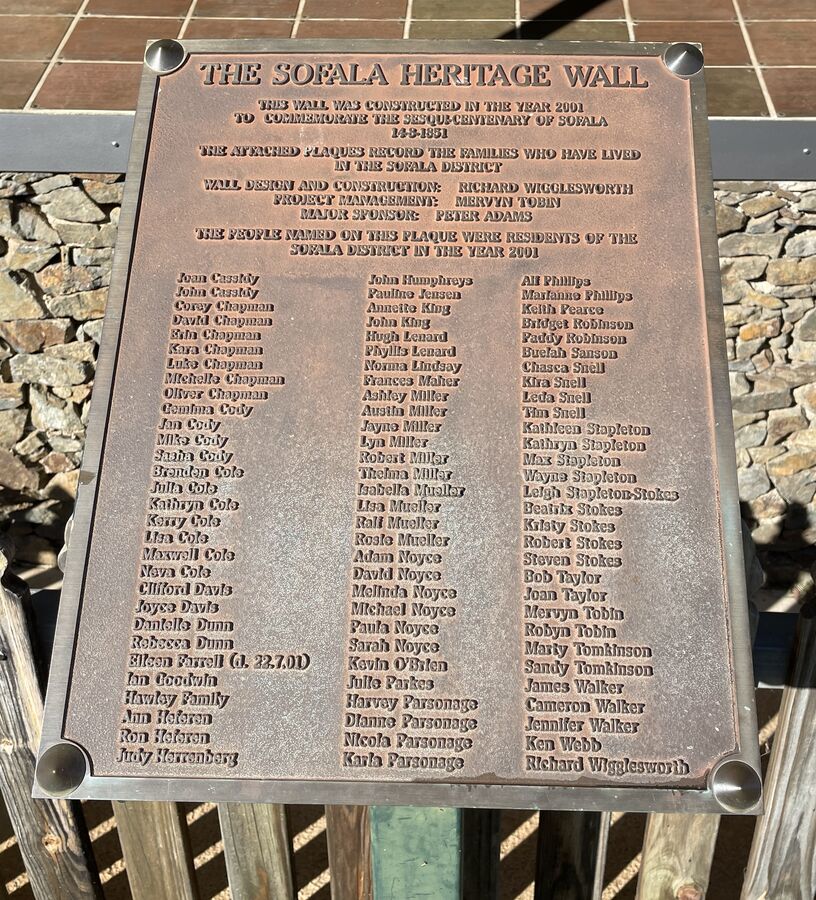 THE SOFALA HERITAGE WALL
THIS WALL WAS CONSTRUCTED IN THE YEAR 2001
TO COMMEMORATE THE SESQUI-CENTENARY OF SOFALA
14-8-1851
THE ATTACHED PLAQUES RECORD THE FAMILIES WHO HAVE LIVED
IN THE SOFALA DISTRICT
WALL DESIGN AND CONSTRUCTION: RICHARD WIGGLESWORTH
PROJECT MANAGEMENT: MERVYN TOBIN
MAJOR SPONSOR: PETER ADAMS
THE PEOPLE NAMED ON THIS PLAQUE WERE RESIDENTS OF THE
SOFALA DISTRICT IN THE YEAR 2001
Joan Cassidy
John Cassidy
Corey Chapman
David Chapman
Erin Chapman
Kara Chapman
Luke Chapman
Michelle Chapman
Oliver Chapman
Gemima Cody
Jan Cody
Mike Cody
Sasha Cody
Brenden Cole
Julia Cole
Kathryn Cole
Kerry Cole
Lisa Cole
Maxwell Cole
Neva Cole
Clifford Davis
Joyce Davis
Danielle Dunn
Rebecca Dunn
Eileen Farrell (d. 22.7.01)
Ian Goodwin
Hawley Family
Ann Heferen
Ron Heferen
Judy Herrenberg
John Humphreys
Pauline Jensen
Annette King
John King
Hugh Lenard
Phyllis Lenard
Norma Lindsay
Frances Maher
Ashley Miller
Austin Miller
Jayne Miller
Lyn Miller
Robert Miller
Thelma Miller
Isabella Mueller
Lisa Mueller
Ralf Mueller
Rosie Mueller
Adam Noyce
David Noyce
Melinda Noyce
Michael Noyce
Paula Noyce
Sarah Noyce
Kevin O'Brien
Julie Parkes
Harvey Parsonage
Dianne Parsonage
Nicola Parsonage
Karla Parsonage
Alf Phillips
Marianne Phillips
Keith Pearce
Bridget Robinson
Paddy Robinson
Buelah Sanson
Chasca Snell
Kira Snell
Leda Snell
Tim Snell
Kathleen Stapleton
Kathryn Stapleton
Max Stapleton
Wayne Stapleton
Leigh Stapleton-Stokes
Beatrix Stokes
Kristy Stokes
Robert Stokes
Steven Stokes
Bob Taylor
Joan Taylor
Mervyn Tobin
Robyn Tobin
Marty Tomkinson
Sandy Tomkinson
James Walker
Cameron Walker
Jennifer Walker
Ken Webb
Richard Wigglesworth